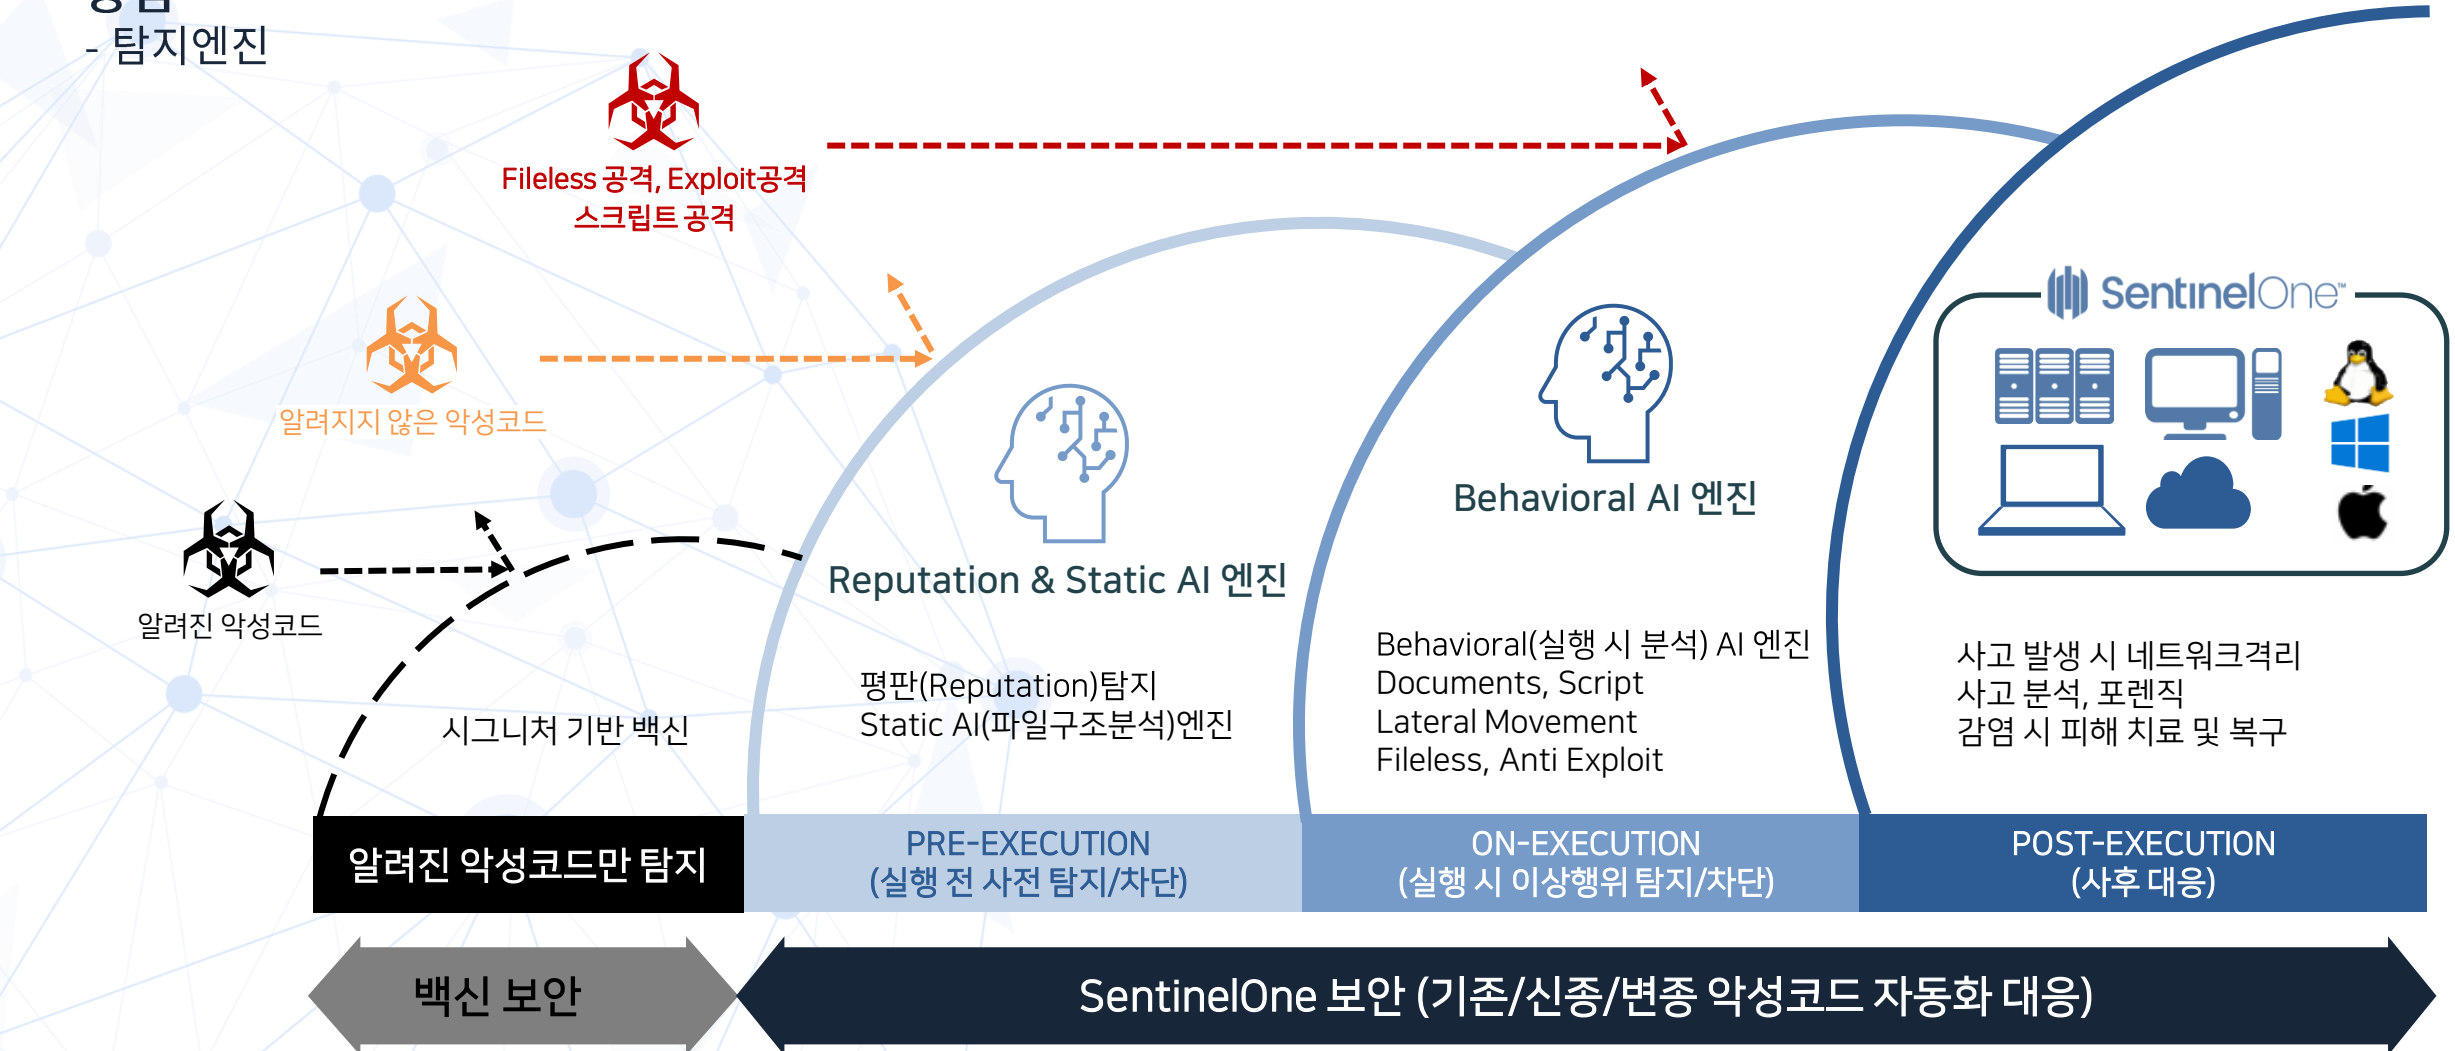 - 탐지엔진
Fileless 공격, Exploit공격
스크립트 공격
알려지지 않은 악성코드
알려진 악성코드
시그니처 기반 백신
Reputation & Static AI 엔진
평판(Reputation)탐지
Static AI(파일구조분석)엔진
Behavioral AI 엔진
Behavioral(실행 시 분석) AI 엔진
Documents, Script
Lateral Movement
Fileless, Anti Exploit
SentinelOne™
사고 발생 시 네트워크격리
사고 분석, 포렌직
감염 시 피해 치료 및 복구
알려진 악성코드만 탐지
PRE-EXECUTION
(실행 전 사전 탐지/차단)
ON-EXECUTION
(실행 시 이상행위 탐지/차단)
POST-EXECUTION
(사후 대응)
백신 보안
SentinelOne 보안 (기존/신종/변종 악성코드 자동화 대응)